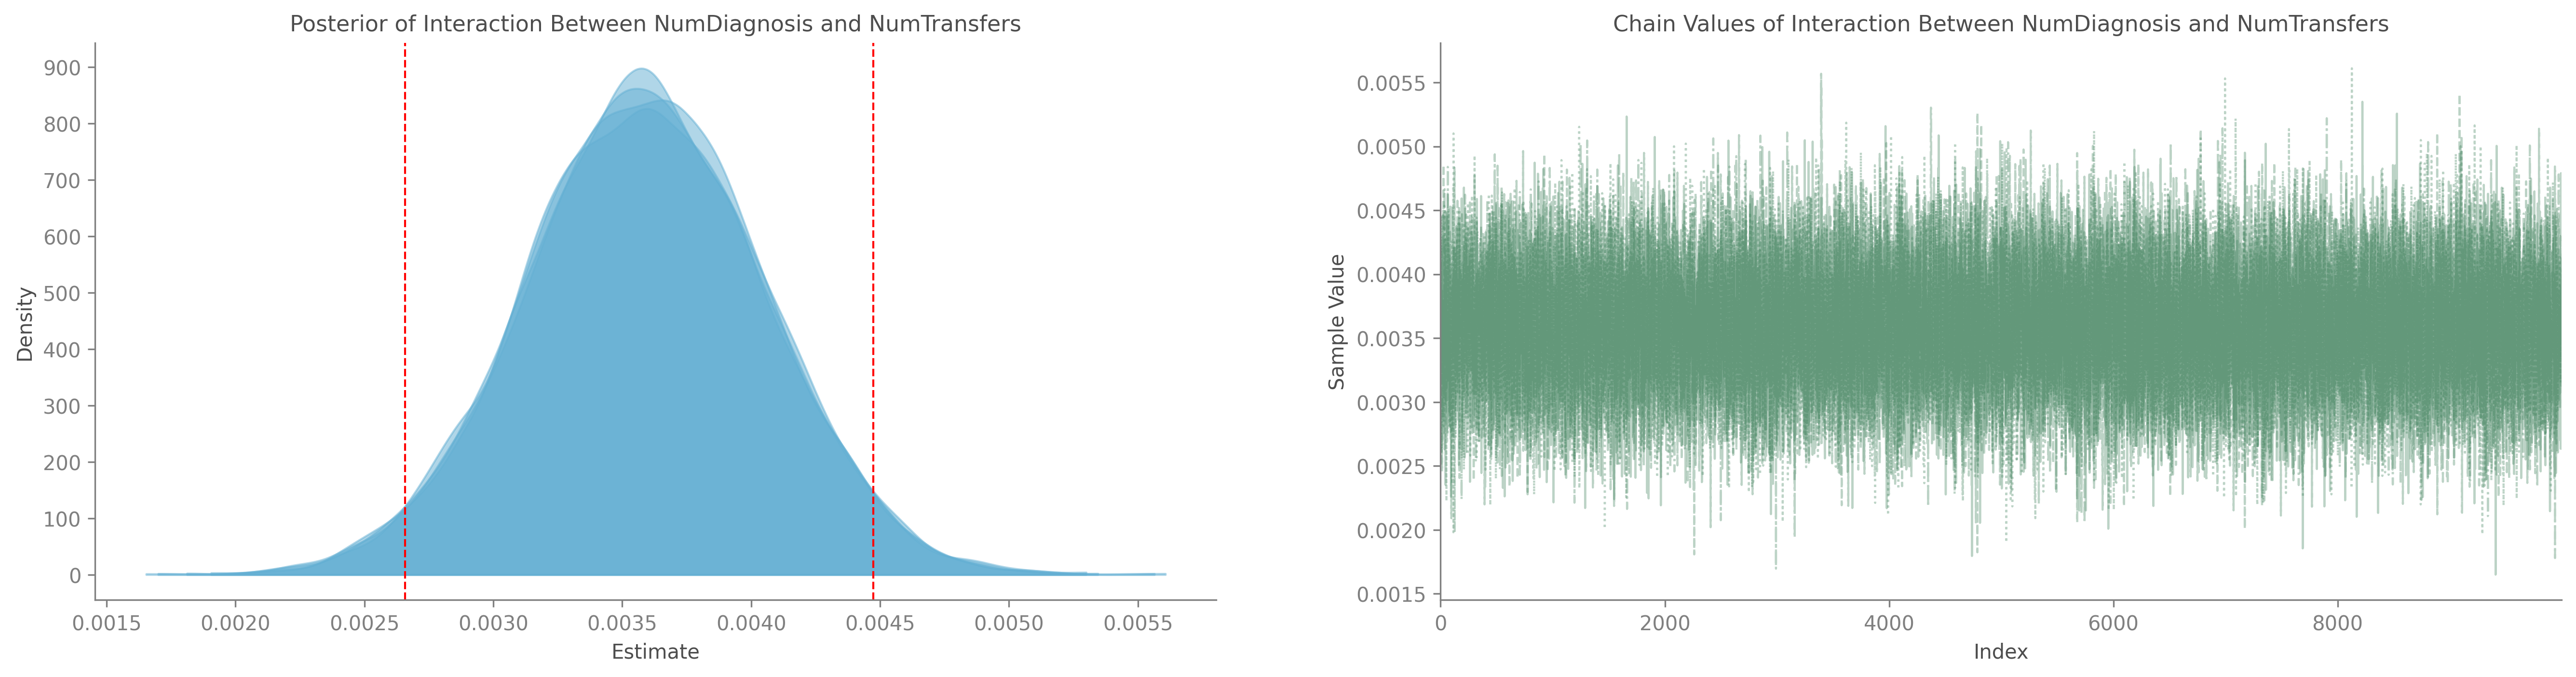 Posterior of Interaction Between NumDiagnosis and NumTransfers
900
800
700
600
500
400
300
200
100
0
Density
0.0015 0.0020 0.0025 0.0030 0.0035 0.0040 0.0045 0.0050 0.0055
Estimate
Chain Values of Interaction Between NumDiagnosis and NumTransfers
0.0055
0.0050
0.0045
0.0040
0.0035
0.0030
0.0025
0.0020
0.0015
Sample Value
0 2000 4000 6000 8000
Index